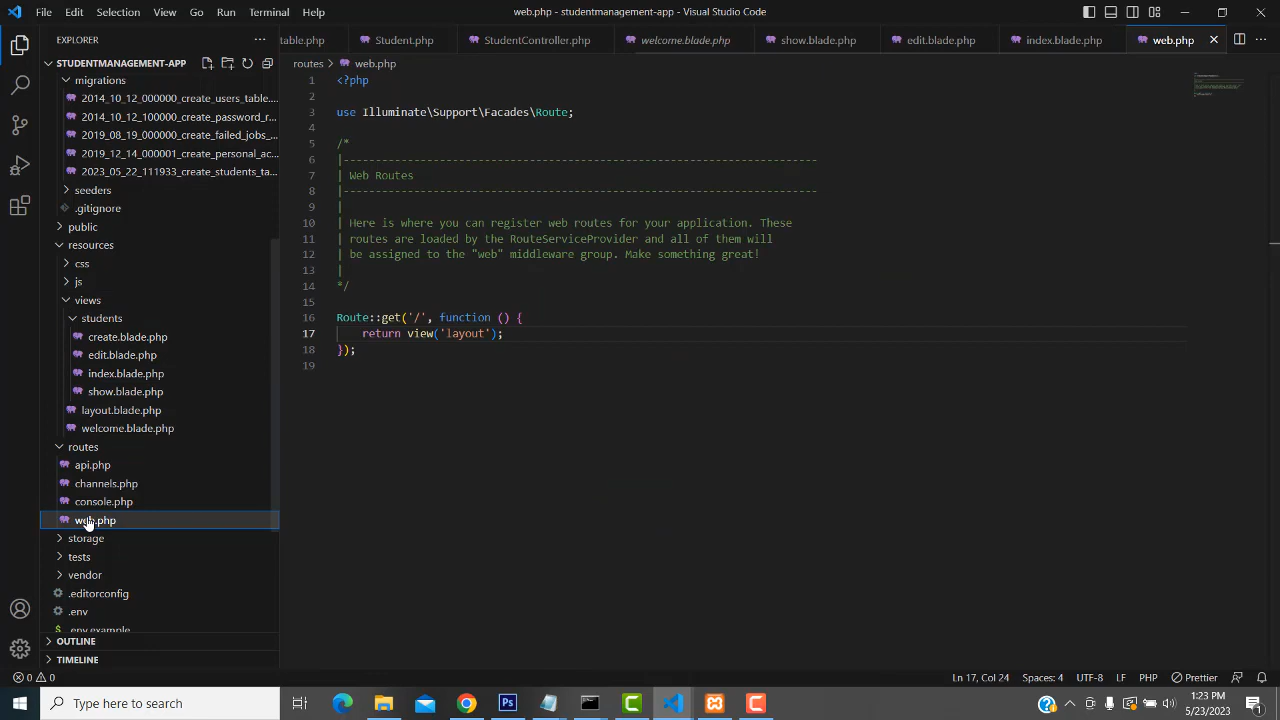 File Edit Selection View Go Run Terminal Help
web.php - studentmanagement-app - Visual Studio Code
EXPLORER
table.php Student.php StudentController.php welcome.blade.php show.blade.php edit.blade.php index.blade.php web.php
STUDENTMANAGEMENT-APP
routes > web.php
migrations
2014_10_12_000000_create_users_table....
2014_10_12_100000_create_password_r...
2019_08_19_000000_create_failed_jobs_...
2019_12_14_000001_create_personal_ac...
2023_05_22_111933_create_students_ta...
seeders
.gitignore
public
resources
css
js
views
students
create.blade.php
edit.blade.php
index.blade.php
show.blade.php
layout.blade.php
welcome.blade.php
routes
api.php
channels.php
console.php
web.php
storage
tests
vendor
.editorconfig
.env
.env.example
OUTLINE
TIMELINE
1 <?php
2
3 use Illuminate\Support\Facades\Route;
4
5 /*
6 |--------------------------------------------------------------------------
7 | Web Routes
8 |--------------------------------------------------------------------------
9 |
10 | Here is where you can register web routes for your application. These
11 | routes are loaded by the RouteServiceProvider and all of them will
12 | be assigned to the "web" middleware group. Make something great!
13 |
14 */
15
16 Route::get('/', function () {
17 return view('layout');
18 });
19
0 0 Ln 17, Col 24 Spaces: 4 UTF-8 LF PHP Prettier
Type here to search
Ps
1:23 PM
5/23/2023